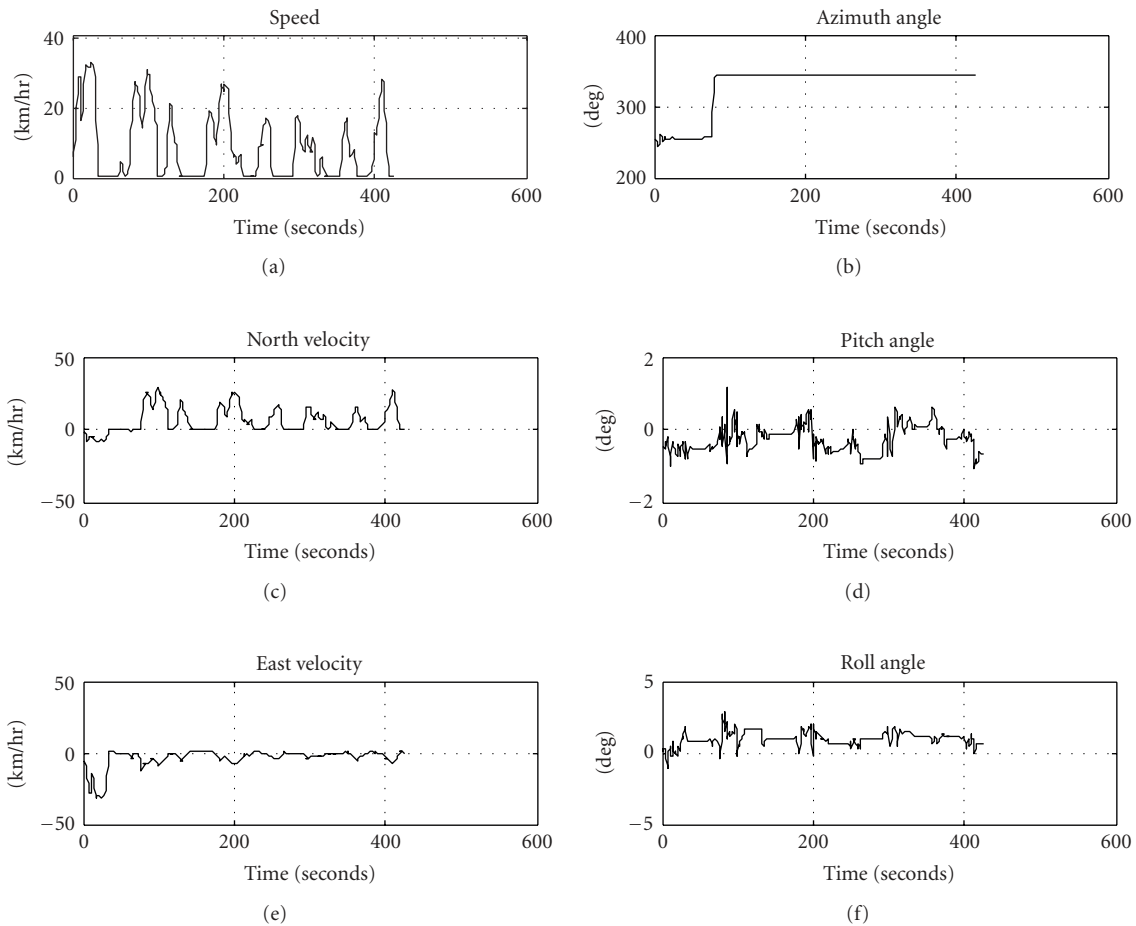 Speed
40
20
0
(km/hr)
0 200 400 600
Time (seconds)
(a)
Azimuth angle
400
300
200
(deg)
0 200 400 600
Time (seconds)
(b)
North velocity
50
0
−50
(km/hr)
0 200 400 600
Time (seconds)
(c)
Pitch angle
2
0
−2
(deg)
0 200 400 600
Time (seconds)
(d)
East velocity
50
0
−50
(km/hr)
0 200 400 600
Time (seconds)
(e)
Roll angle
5
0
−5
(deg)
0 200 400 600
Time (seconds)
(f)